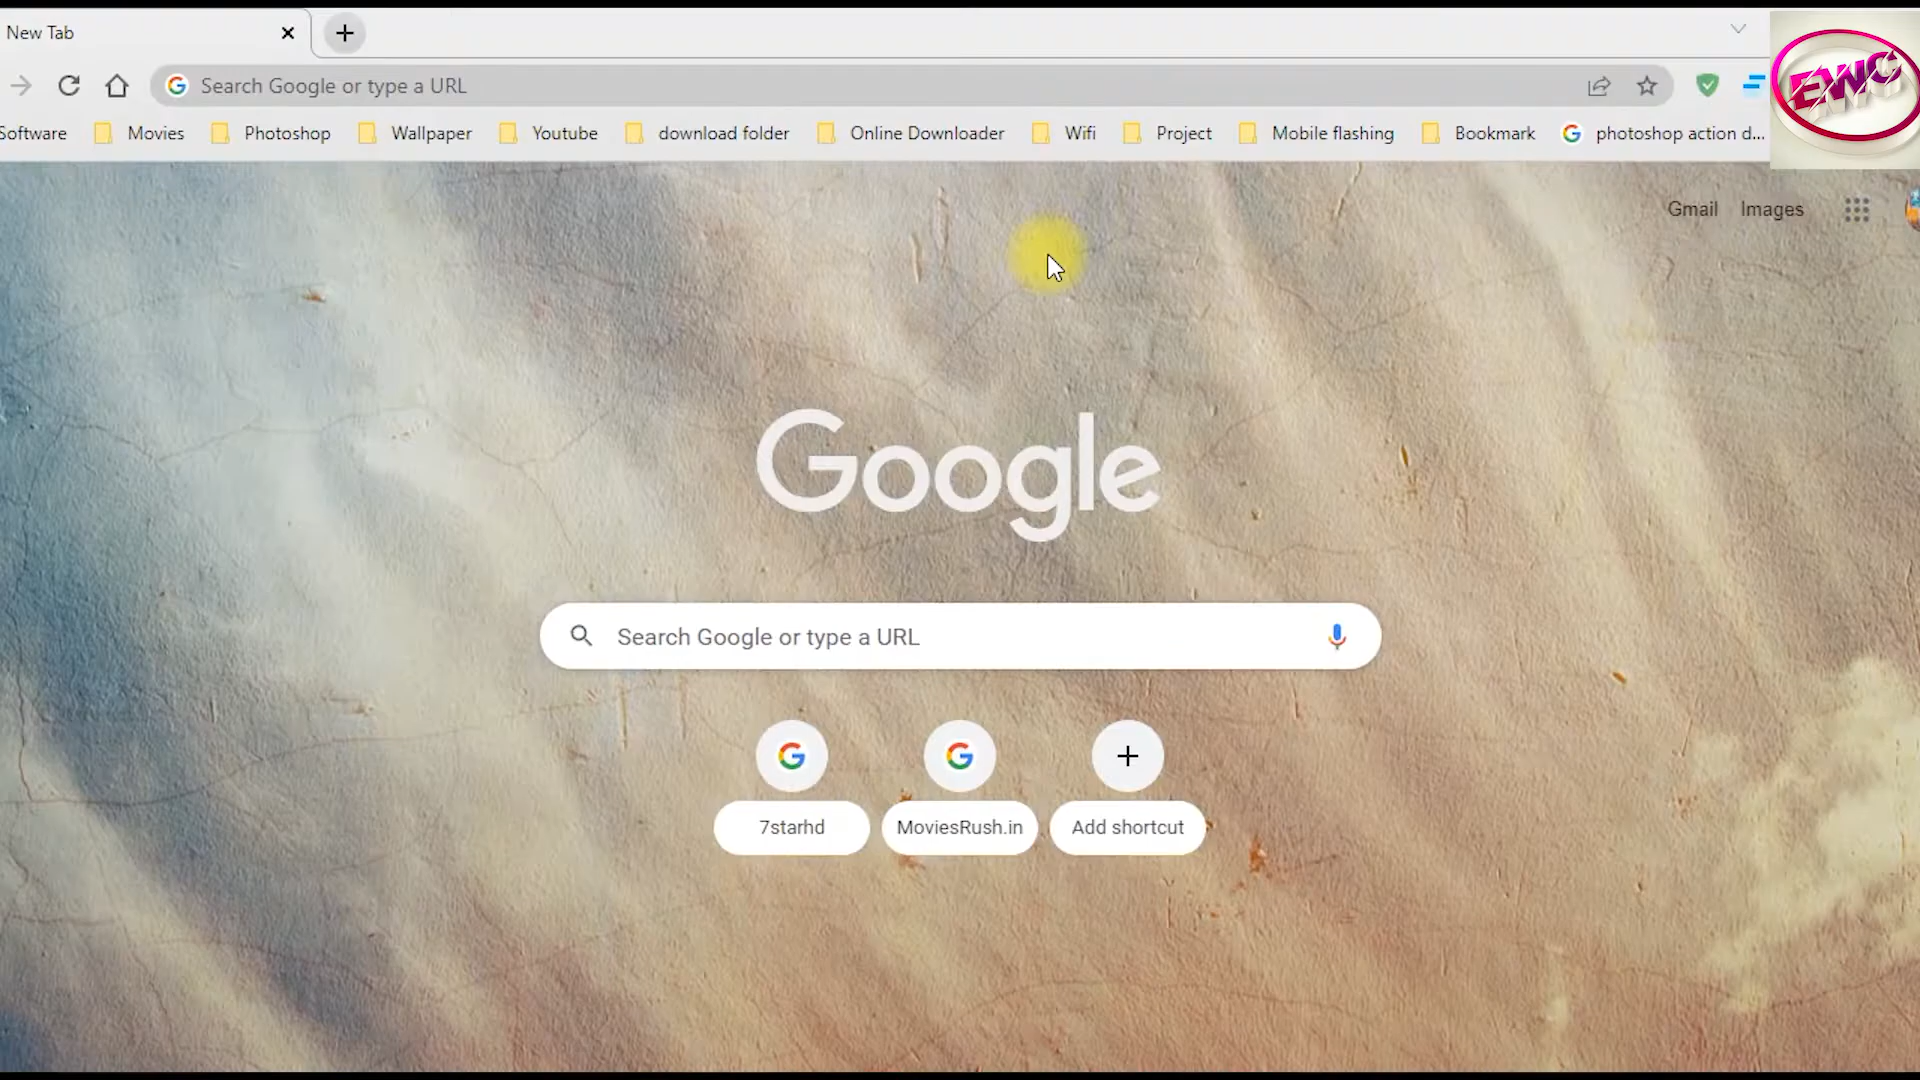 New Tab
Search Google or type a URL
Software Movies Photoshop Wallpaper Youtube download folder Online Downloader Wifi Project Mobile flashing Bookmark photoshop action d...
EWC
Gmail Images
Google
Search Google or type a URL
7starhd MoviesRush.in Add shortcut